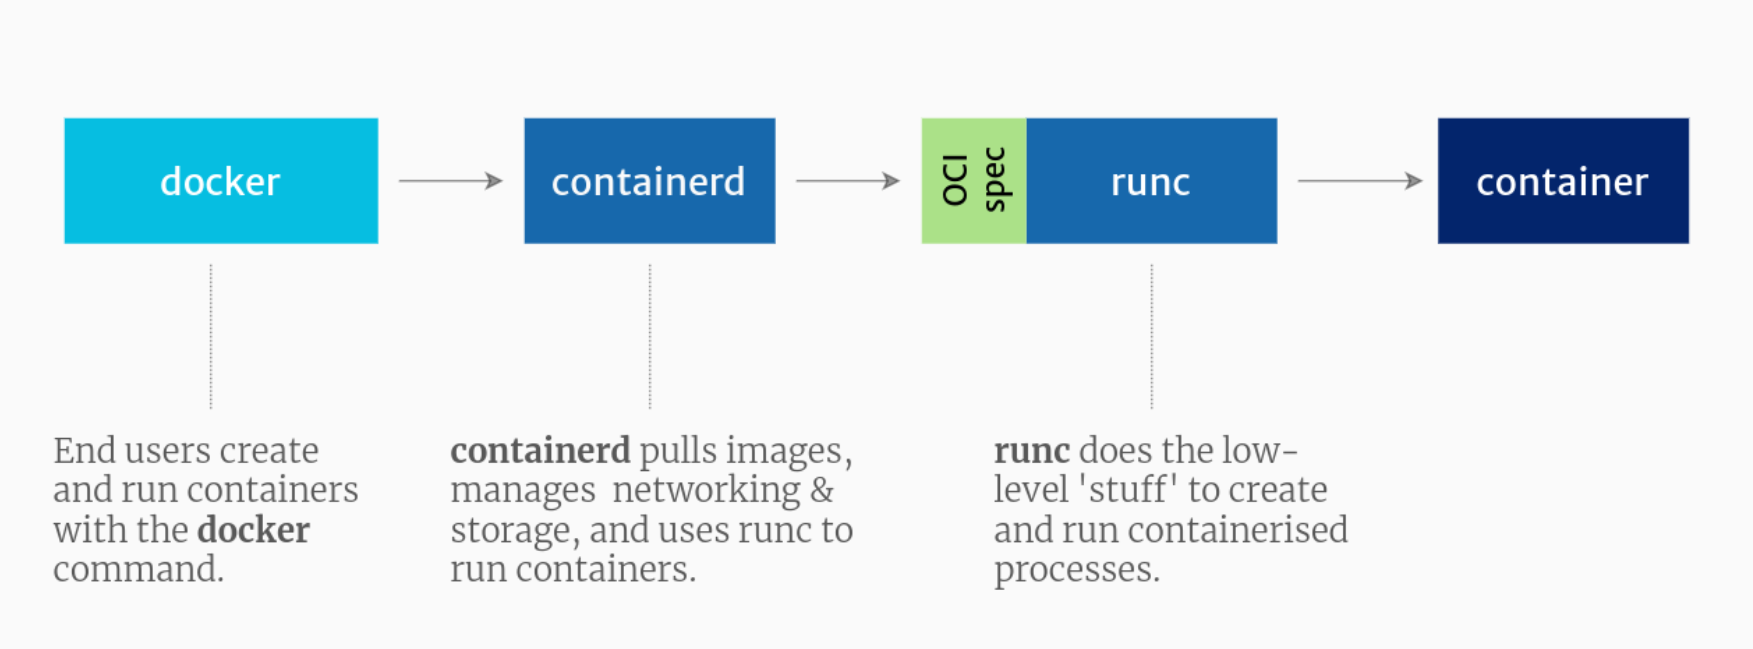 docker
containerd
OCI
spec
runc
container
End users create
and run containers
with the docker
command.
containerd pulls images,
manages networking &
storage, and uses runc to
run containers.
runc does the low-
level 'stuff' to create
and run containerised
processes.